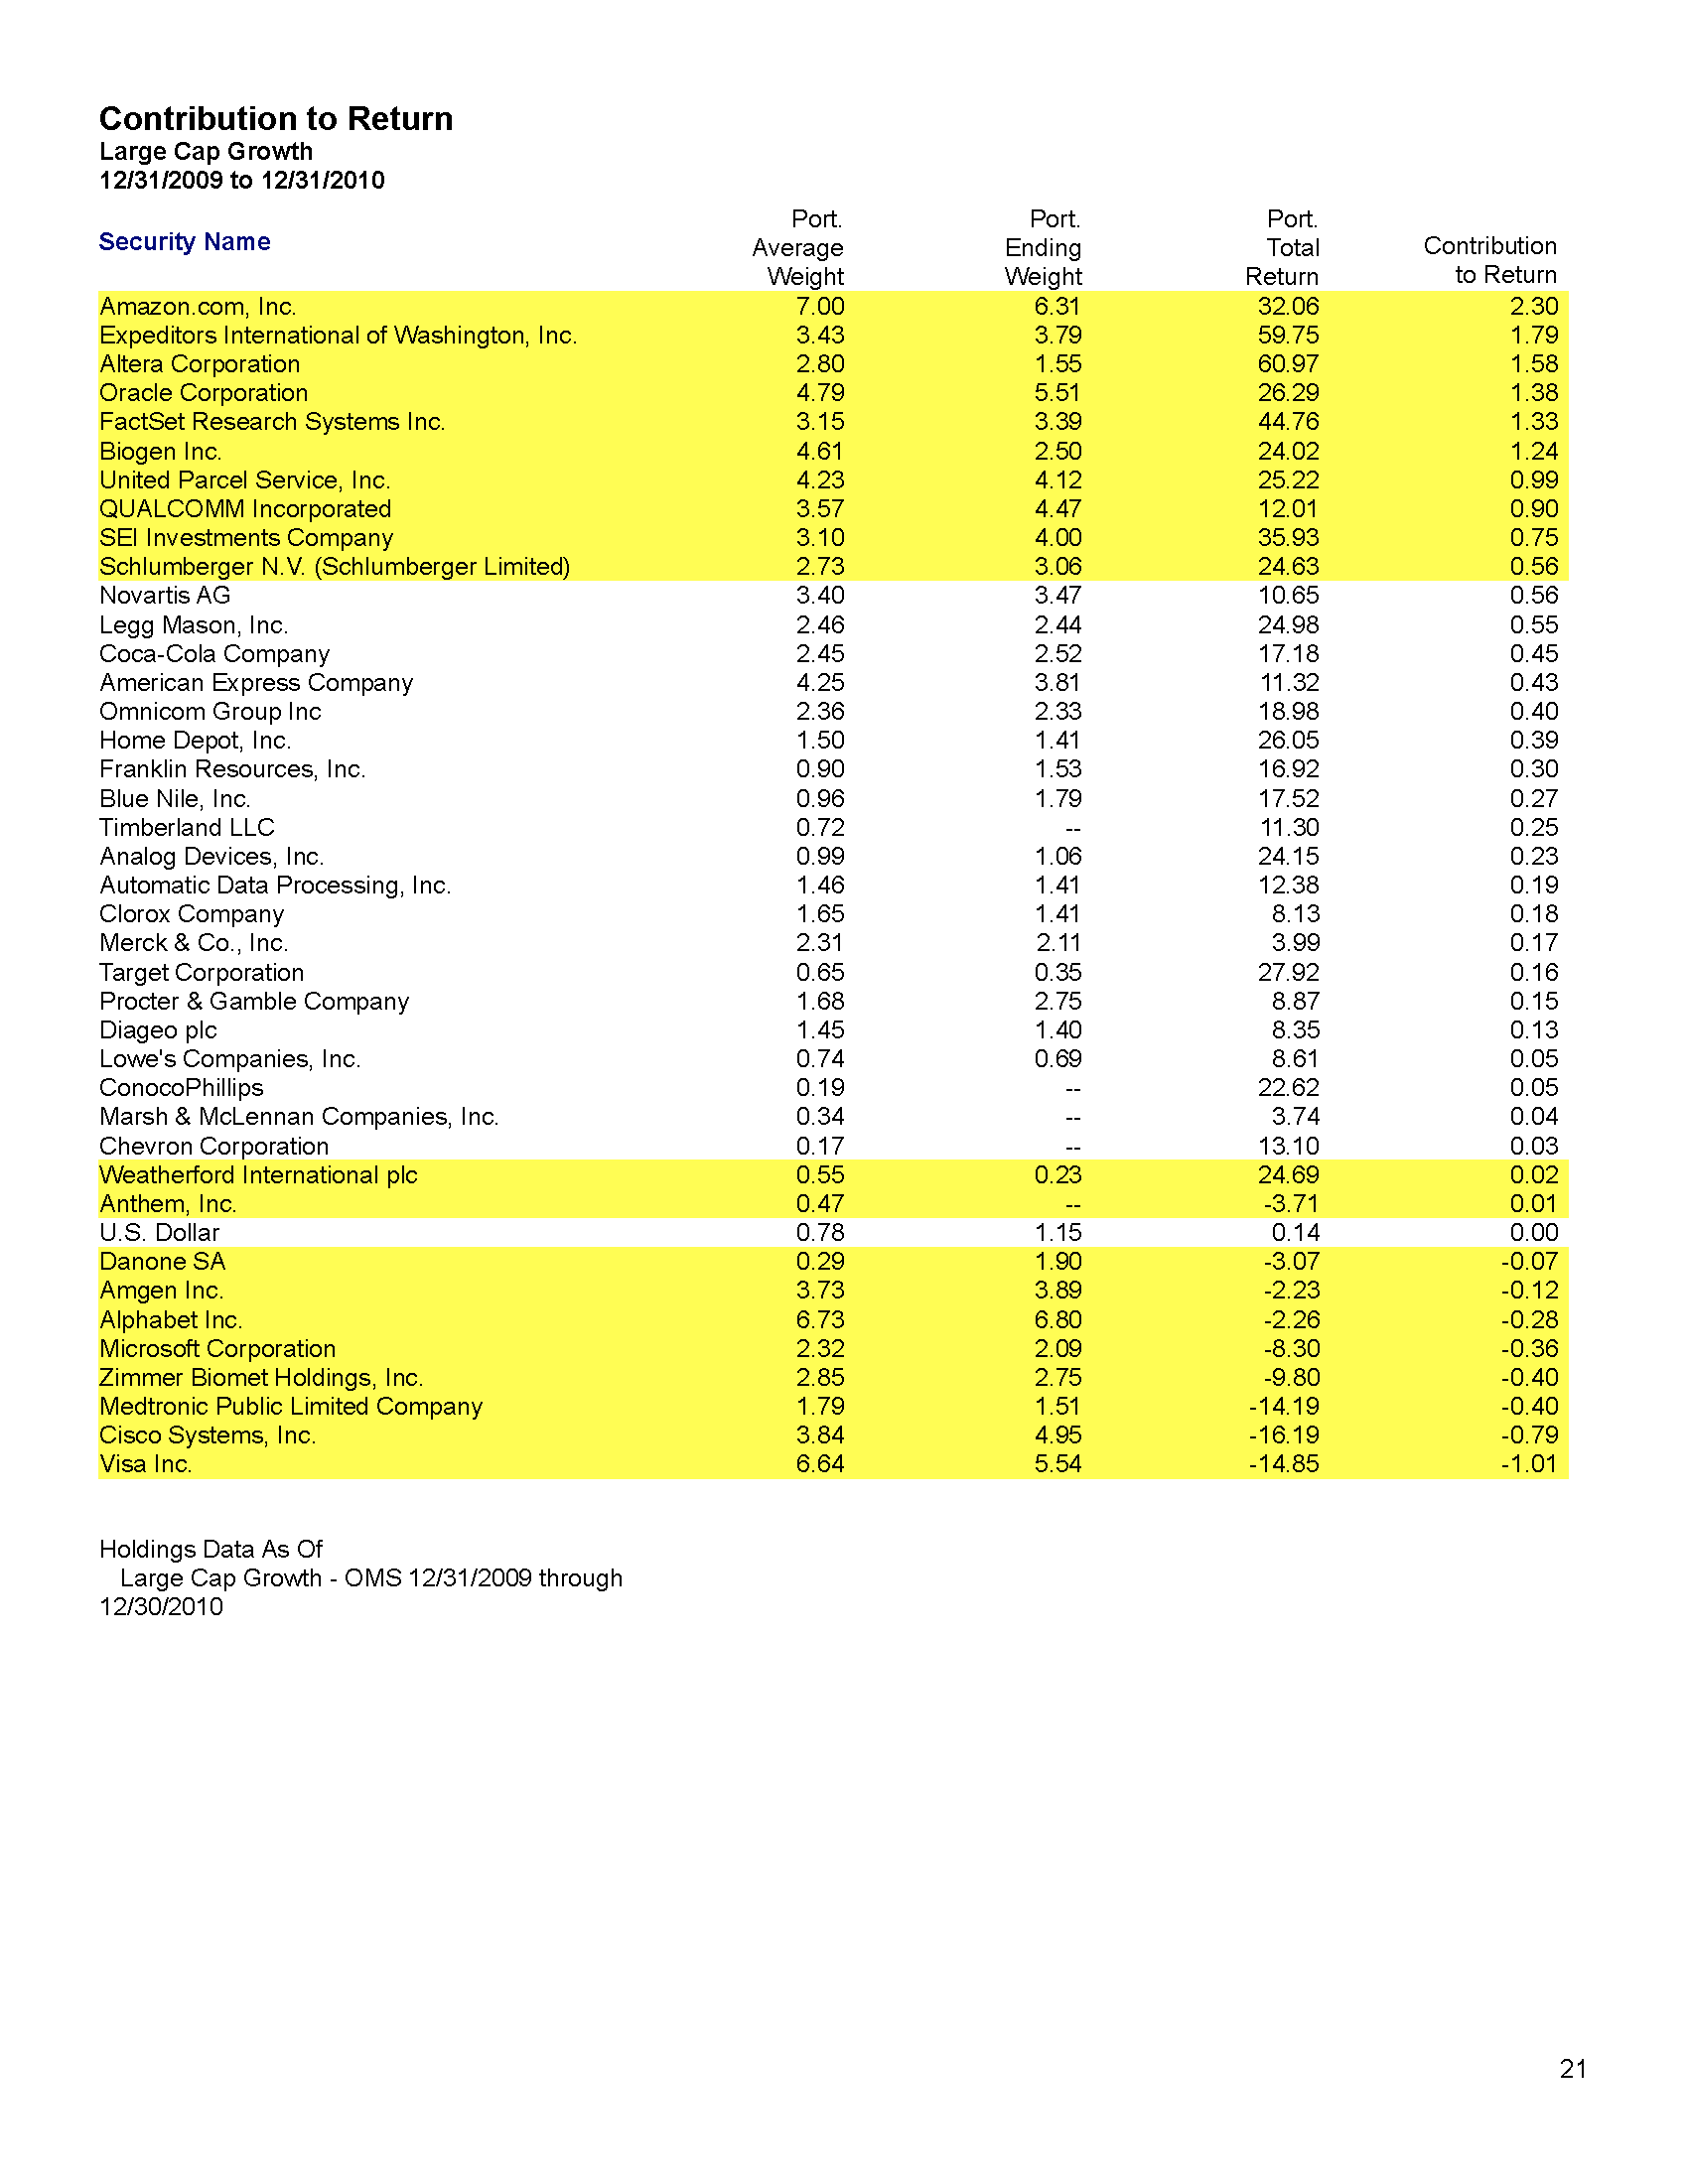 Contribution to Return
Large Cap Growth
12/31/2009 to 12/31/2010
Security Name
Port. Average Weight
Port. Ending Weight
Port. Total Return
Contribution to Return
Amazon.com, Inc. 7.00 6.31 32.06 2.30
Expeditors International of Washington, Inc. 3.43 3.79 59.75 1.79
Altera Corporation 2.80 1.55 60.97 1.58
Oracle Corporation 4.79 5.51 26.29 1.38
FactSet Research Systems Inc. 3.15 3.39 44.76 1.33
Biogen Inc. 4.61 2.50 24.02 1.24
United Parcel Service, Inc. 4.23 4.12 25.22 0.99
QUALCOMM Incorporated 3.57 4.47 12.01 0.90
SEI Investments Company 3.10 4.00 35.93 0.75
Schlumberger N.V. (Schlumberger Limited) 2.73 3.06 24.63 0.56
Novartis AG 3.40 3.47 10.65 0.56
Legg Mason, Inc. 2.46 2.44 24.98 0.55
Coca-Cola Company 2.45 2.52 17.18 0.45
American Express Company 4.25 3.81 11.32 0.43
Omnicom Group Inc 2.36 2.33 18.98 0.40
Home Depot, Inc. 1.50 1.41 26.05 0.39
Franklin Resources, Inc. 0.90 1.53 16.92 0.30
Blue Nile, Inc. 0.96 1.79 17.52 0.27
Timberland LLC 0.72 -- 11.30 0.25
Analog Devices, Inc. 0.99 1.06 24.15 0.23
Automatic Data Processing, Inc. 1.46 1.41 12.38 0.19
Clorox Company 1.65 1.41 8.13 0.18
Merck & Co., Inc. 2.31 2.11 3.99 0.17
Target Corporation 0.65 0.35 27.92 0.16
Procter & Gamble Company 1.68 2.75 8.87 0.15
Diageo plc 1.45 1.40 8.35 0.13
Lowe's Companies, Inc. 0.74 0.69 8.61 0.05
ConocoPhillips 0.19 -- 22.62 0.05
Marsh & McLennan Companies, Inc. 0.34 -- 3.74 0.04
Chevron Corporation 0.17 -- 13.10 0.03
Weatherford International plc 0.55 0.23 24.69 0.02
Anthem, Inc. 0.47 -- -3.71 0.01
U.S. Dollar 0.78 1.15 0.14 0.00
Danone SA 0.29 1.90 -3.07 -0.07
Amgen Inc. 3.73 3.89 -2.23 -0.12
Alphabet Inc. 6.73 6.80 -2.26 -0.28
Microsoft Corporation 2.32 2.09 -8.30 -0.36
Zimmer Biomet Holdings, Inc. 2.85 2.75 -9.80 -0.40
Medtronic Public Limited Company 1.79 1.51 -14.19 -0.40
Cisco Systems, Inc. 3.84 4.95 -16.19 -0.79
Visa Inc. 6.64 5.54 -14.85 -1.01
Holdings Data As Of
Large Cap Growth - OMS 12/31/2009 through
12/30/2010
21